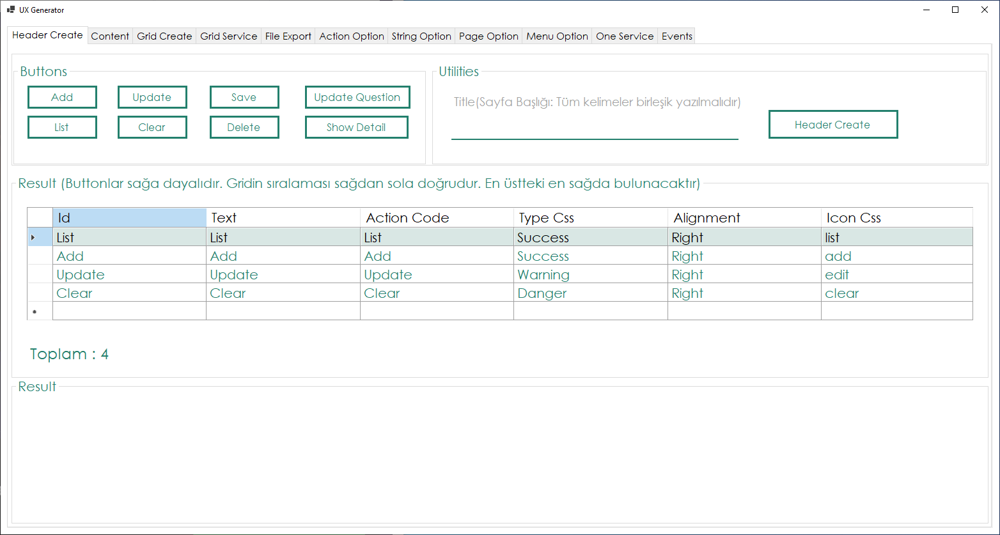 UX Generator
Header Create Content Grid Create Grid Service File Export Action Option String Option Page Option Menu Option One Service Events
Buttons
Add Update Save Update Question
List Clear Delete Show Detail
Utilities
Title(Sayfa Başlığı: Tüm kelimeler birleşik yazılmalıdır)
Header Create
Result (Buttonlar sağa dayalıdır. Gridin sıralaması sağdan sola doğrudur. En üstteki en sağda bulunacaktır)
Id Text Action Code Type Css Alignment Icon Css
List List List Success Right list
Add Add Add Success Right add
Update Update Update Warning Right edit
Clear Clear Clear Danger Right clear
Toplam : 4
Result